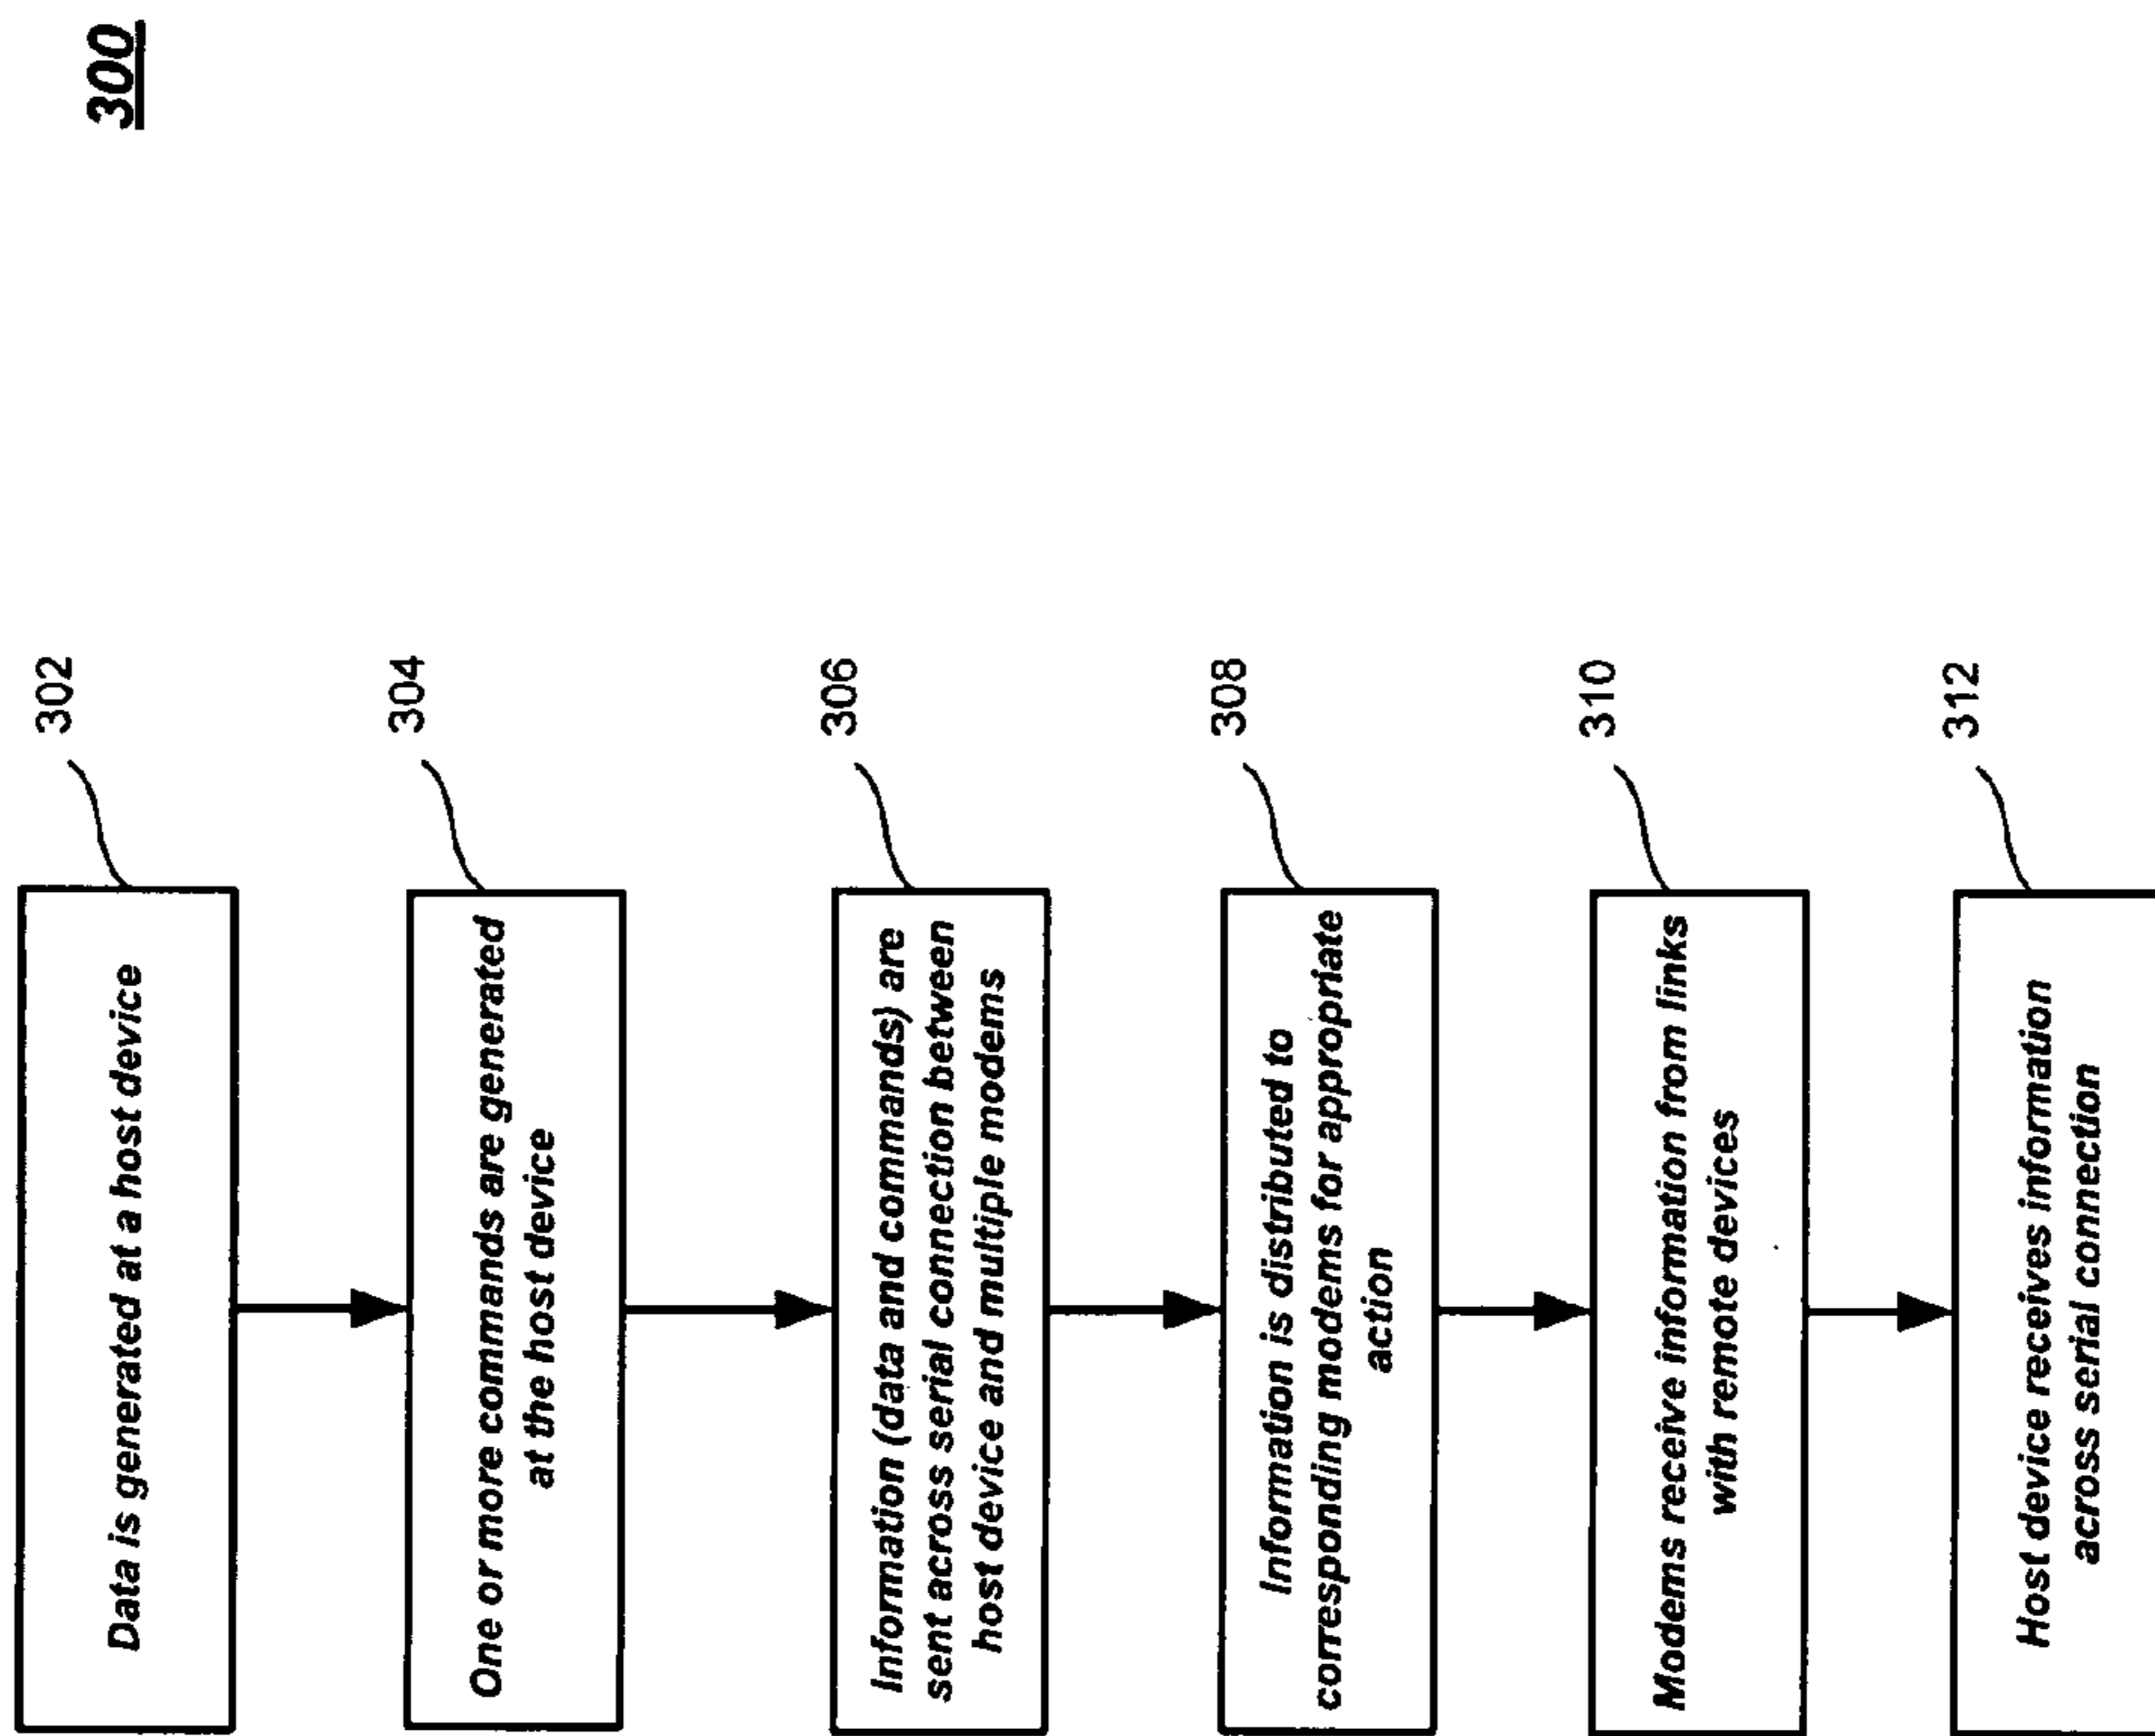 300
302
Data is generated at a host device
304
One or more commands are generated
at the host device
306
Information (data and commands) are
sent across serial connection between
host device and multiple modems
308
Information is distributed to
corresponding modems for appropriate
action
310
Modems receive information from links
with remote devices
312
Host device receives information
across serial connection